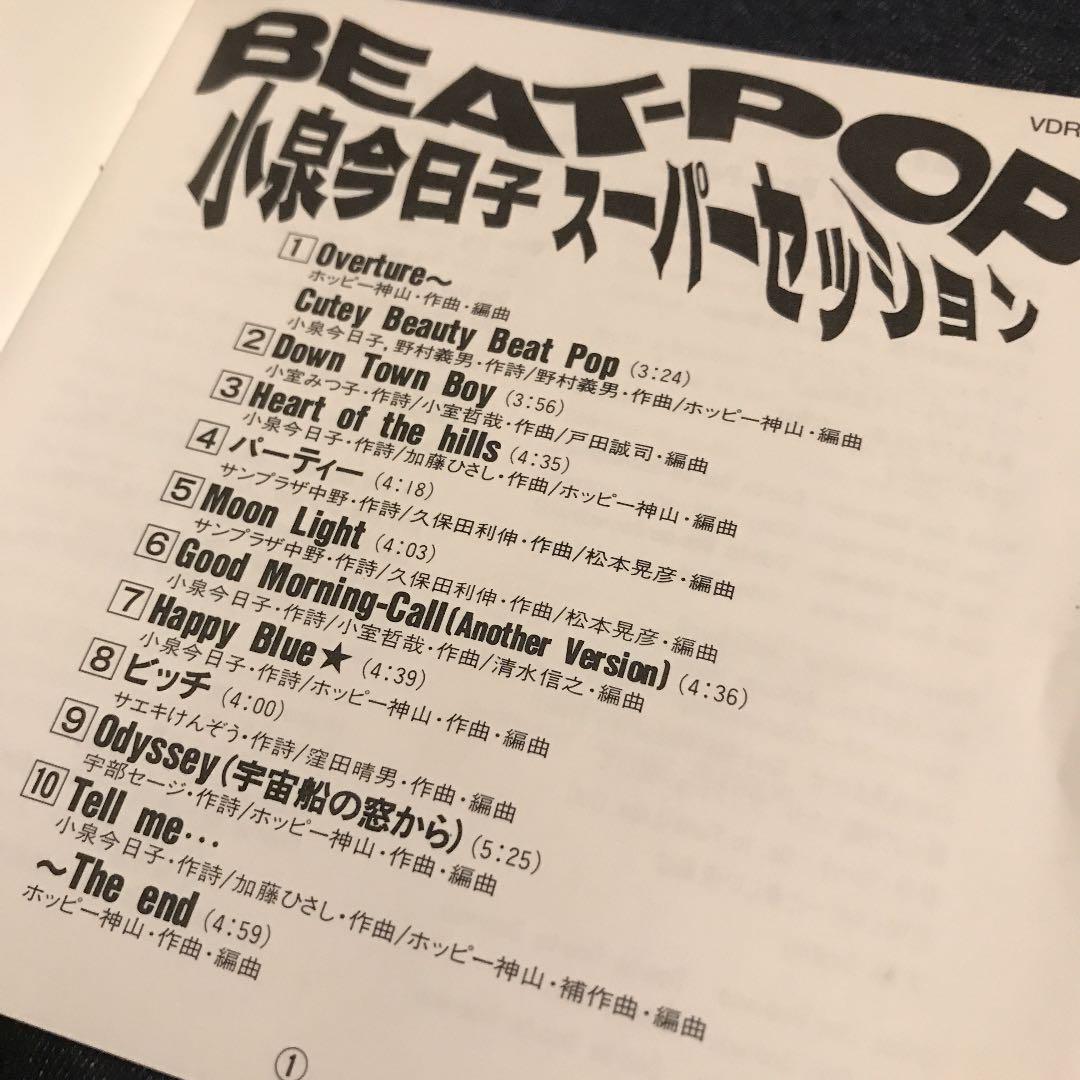 BEAT-POP
VDR
小泉今日子 スーパーセッション
1 Overture〜
ホッピー神山・作曲・編曲
Cutey Beauty Beat Pop (3:24)
小泉今日子,野村義男・作詩/野村義男・作曲/ホッピー神山・編曲
2 Down Town Boy (3:56)
小室みつ子・作詩/小室哲哉・作曲/戸田誠司・編曲
3 Heart of the hills (4:35)
小泉今日子・作詩/加藤ひさし・作曲/ホッピー神山・編曲
4 パーティー (4:18)
サンプラザ中野・作詩/久保田利伸・作曲/松本晃彦・編曲
5 Moon Light (4:03)
サンプラザ中野・作詩/久保田利伸・作曲/松本晃彦・編曲
6 Good Morning-Call(Another Version) (4:36)
小泉今日子・作詩/小室哲哉・作曲/清水信之・編曲
7 Happy Blue★ (4:39)
小泉今日子・作詩/ホッピー神山・作曲・編曲
8 ビッチ (4:00)
サエキけんぞう・作詩/窪田晴男・作曲・編曲
9 Odyssey(宇宙船の窓から) (5:25)
宇部セージ・作詩/ホッピー神山・作曲・編曲
10 Tell me…
小泉今日子・作詩/加藤ひさし・作曲/ホッピー神山・補作曲・編曲
〜The end (4:59)
ホッピー神山・作曲・編曲
①